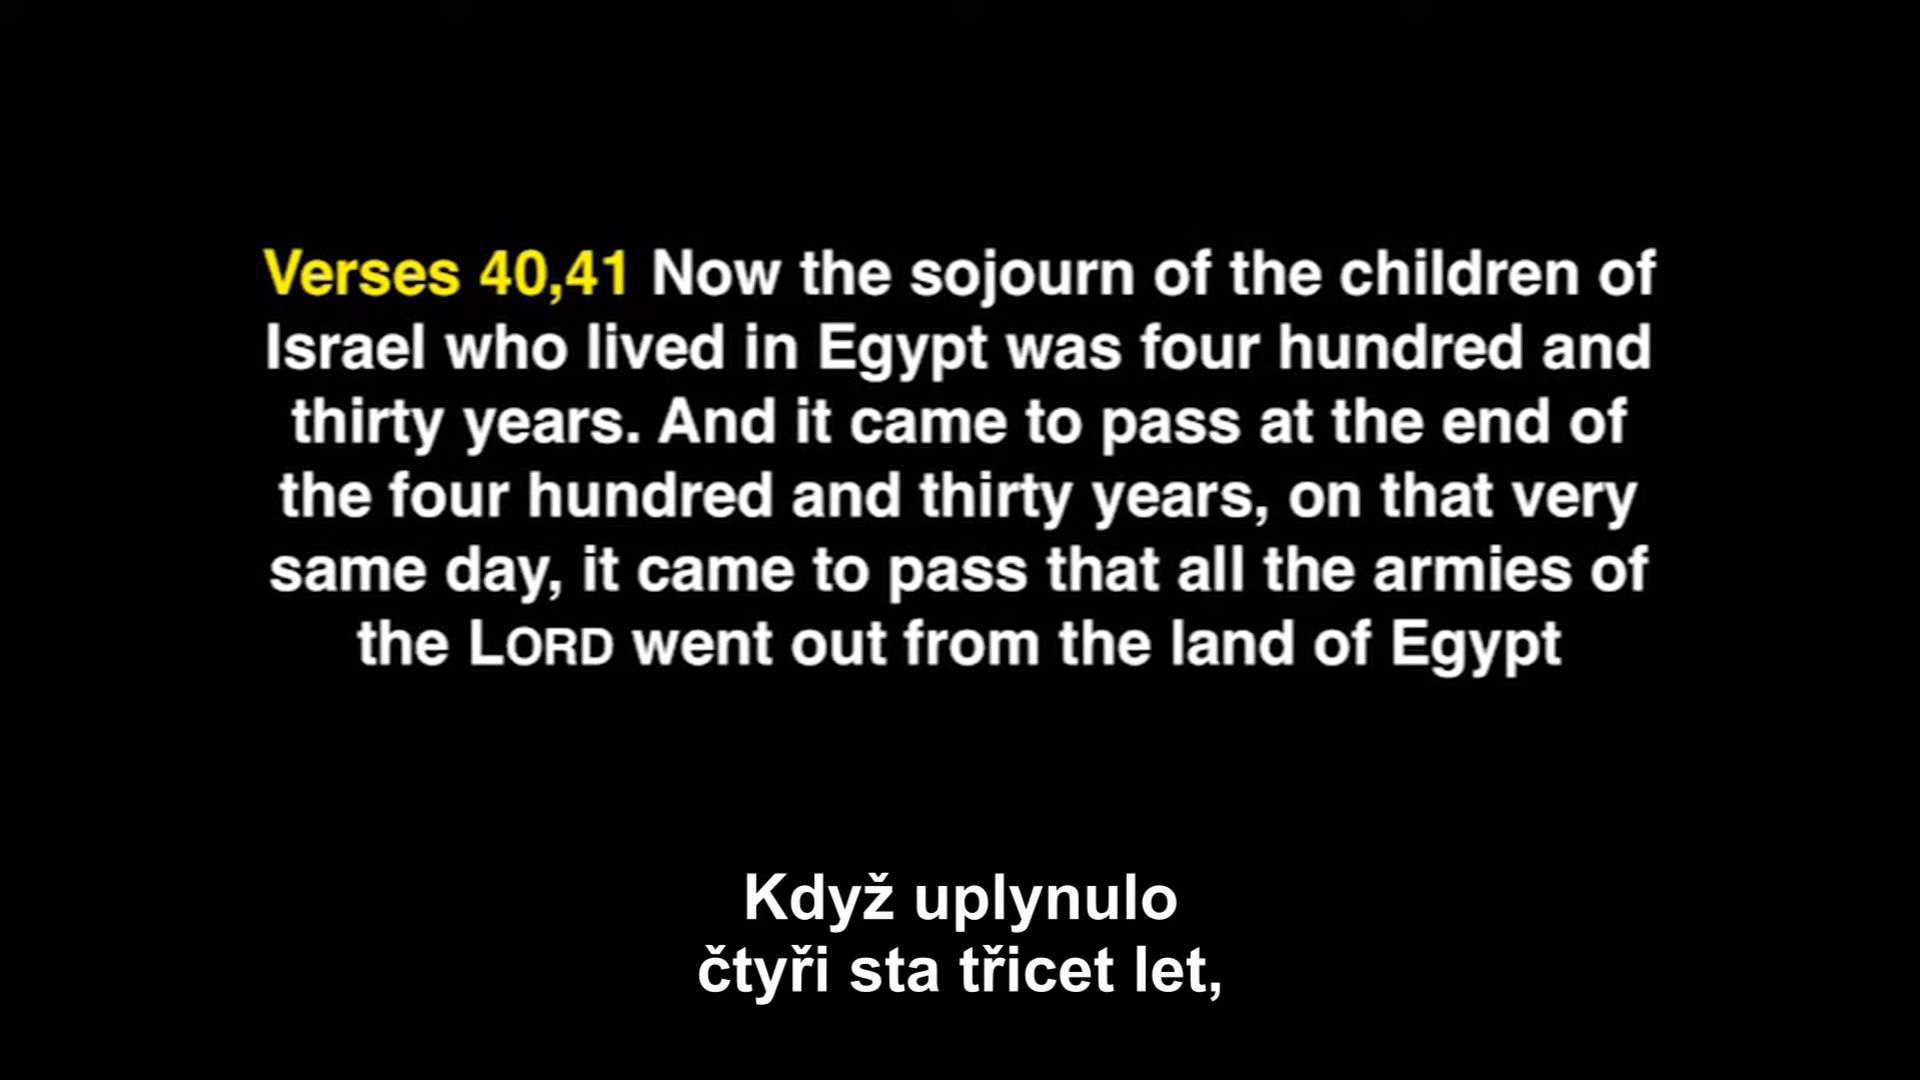 Verses 40,41 Now the sojourn of the children of
Israel who lived in Egypt was four hundred and
thirty years. And it came to pass at the end of
the four hundred and thirty years, on that very
same day, it came to pass that all the armies of
the LORD went out from the land of Egypt
Když uplynulo
čtyři sta třicet let,